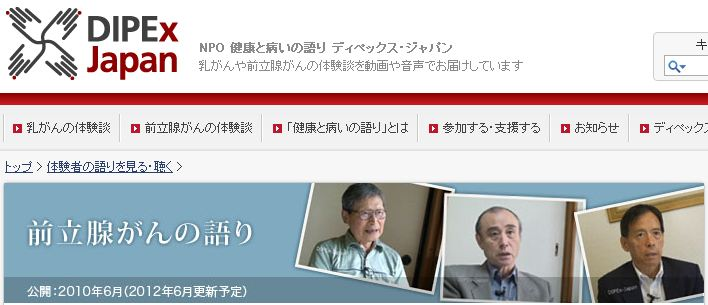 DIPEx
Japan
NPO 健康と病いの語り ディペックス・ジャパン
乳がんや前立腺がんの体験談を動画や音声でお届けしています
キ
乳がんの体験談
前立腺がんの体験談
「健康と病いの語り」とは
参加する・支援する
お知らせ
ディペックス
トップ > 体験者の語りを見る・聴く >
前立腺がんの語り
公開：2010年6月(2012年6月更新予定)
DIPEx-Japan